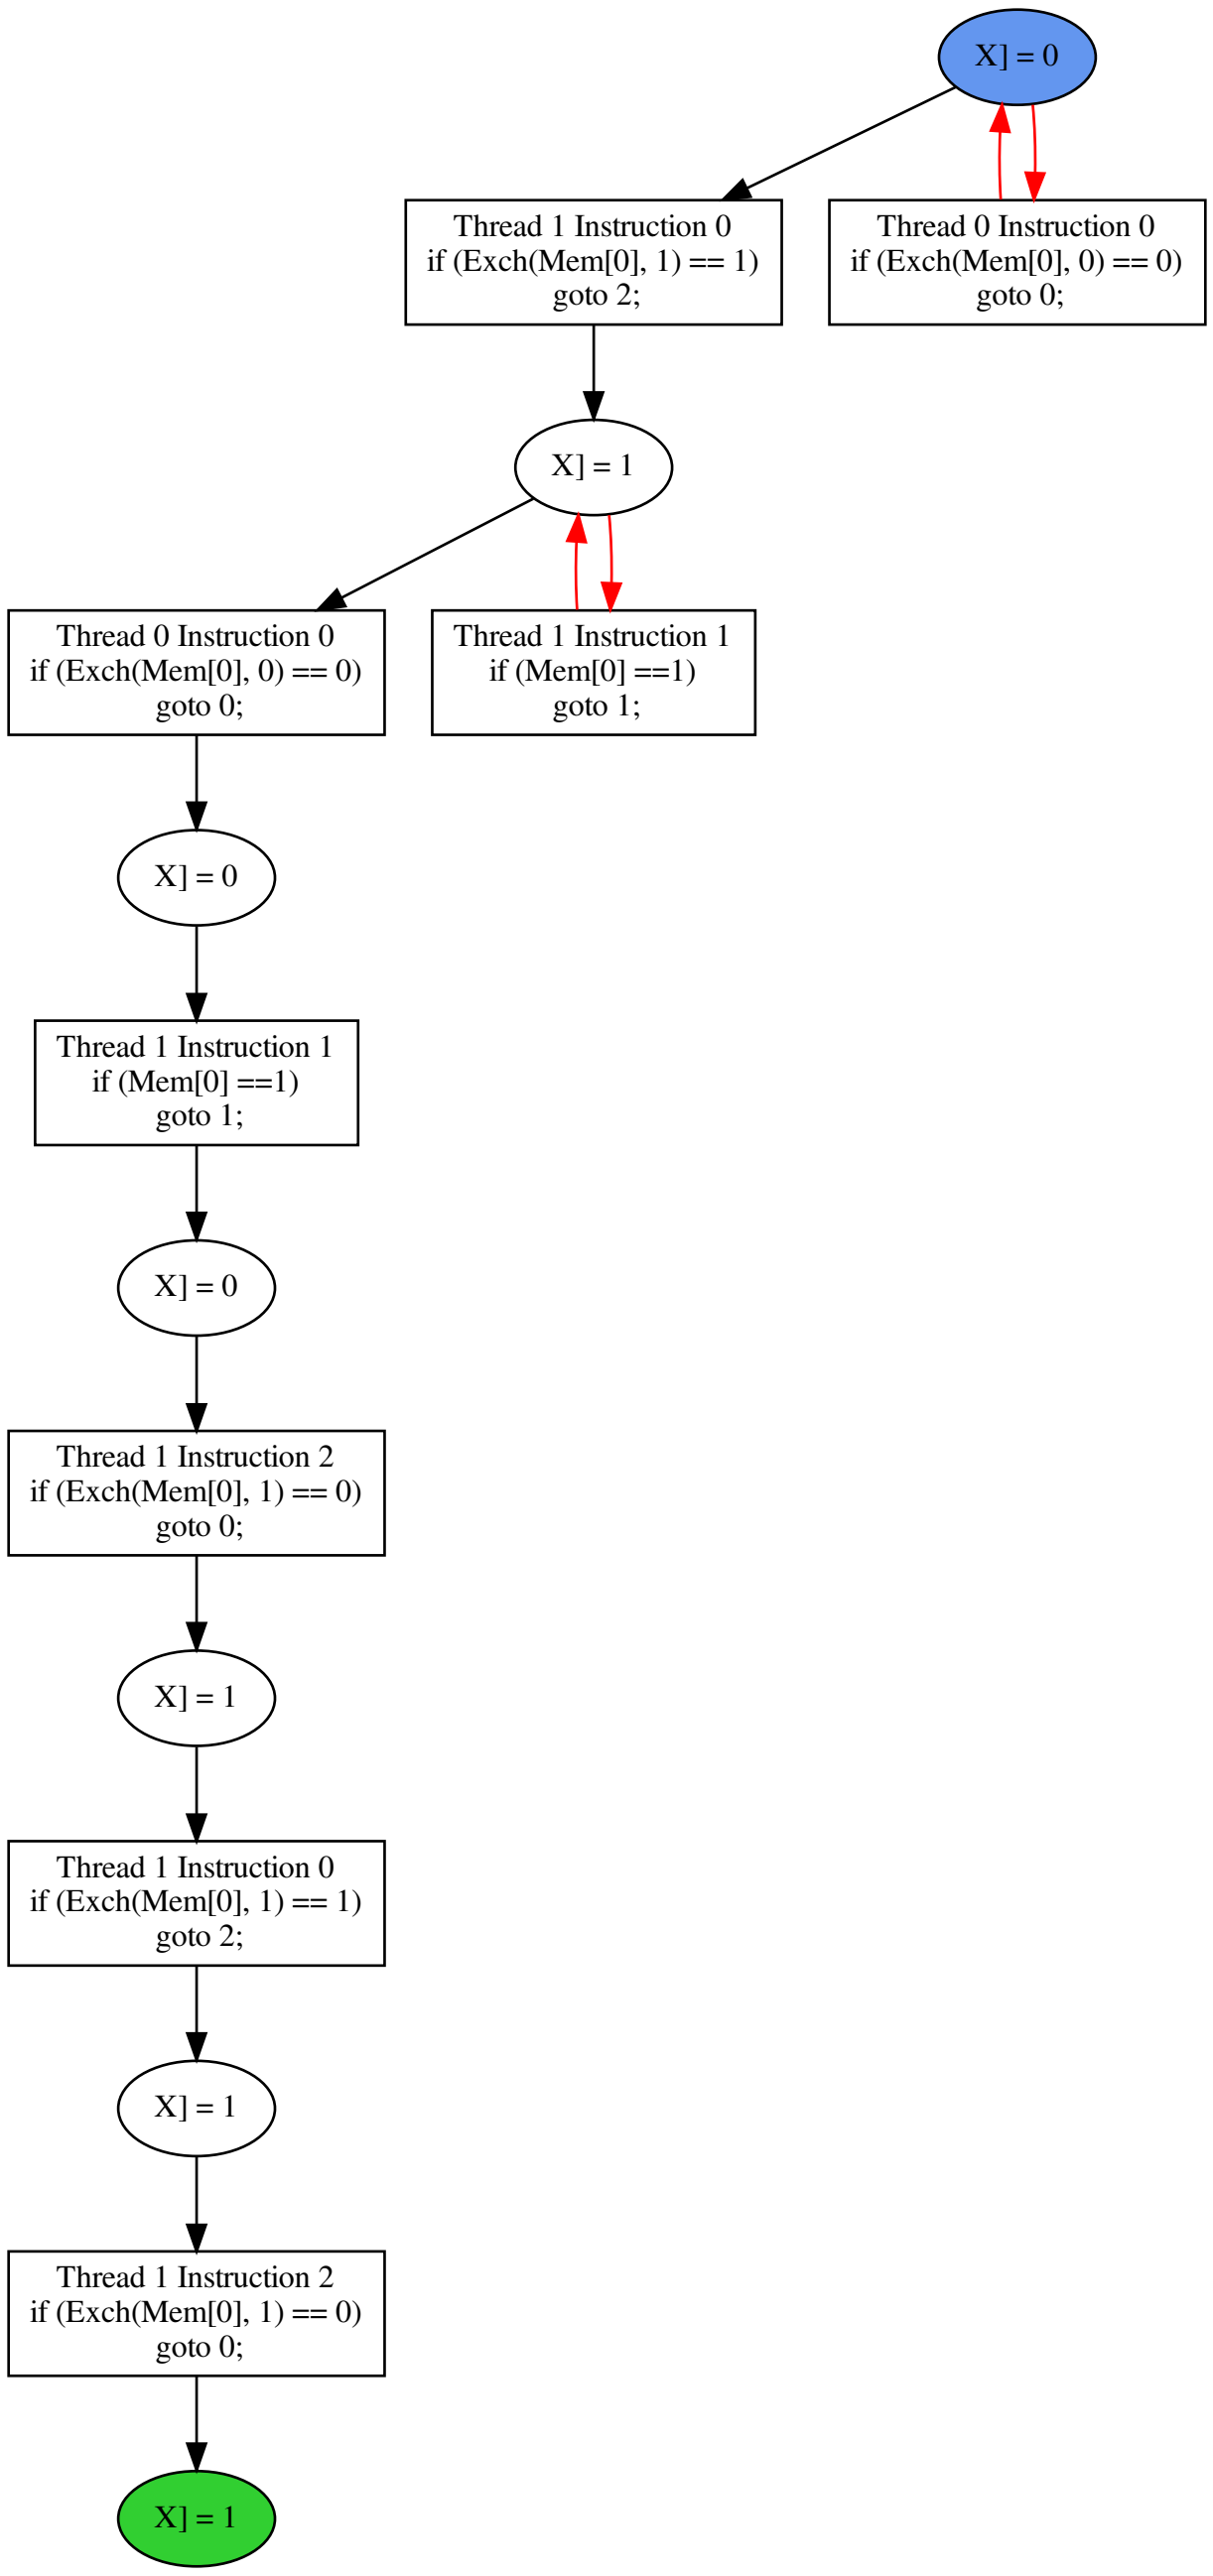 X] = 0
Thread 1 Instruction 0
if (Exch(Mem[0], 1) == 1)
goto 2;
Thread 0 Instruction 0
if (Exch(Mem[0], 0) == 0)
goto 0;
X] = 1
Thread 0 Instruction 0
if (Exch(Mem[0], 0) == 0)
goto 0;
Thread 1 Instruction 1
if (Mem[0] ==1)
goto 1;
X] = 0
Thread 1 Instruction 1
if (Mem[0] ==1)
goto 1;
X] = 0
Thread 1 Instruction 2
if (Exch(Mem[0], 1) == 0)
goto 0;
X] = 1
Thread 1 Instruction 0
if (Exch(Mem[0], 1) == 1)
goto 2;
X] = 1
Thread 1 Instruction 2
if (Exch(Mem[0], 1) == 0)
goto 0;
X] = 1